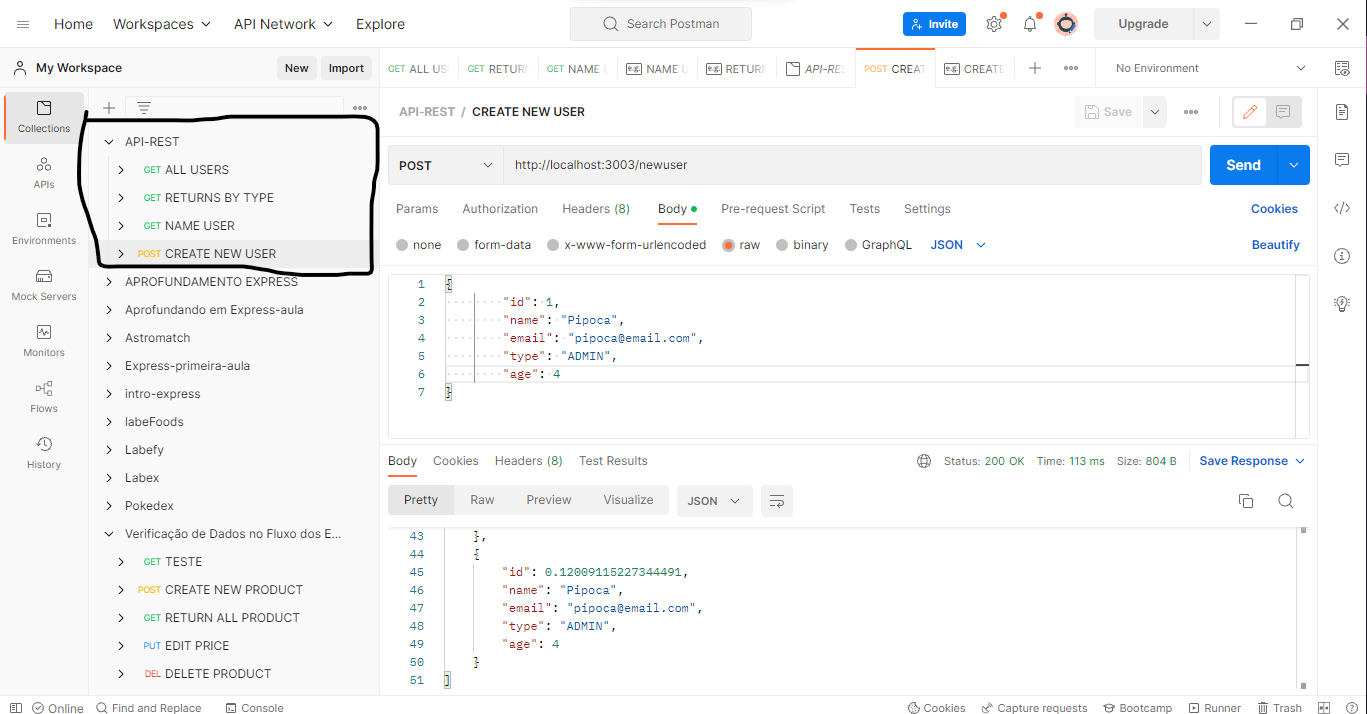 Home Workspaces API Network Explore Search Postman Invite Upgrade
My Workspace New Import GET ALL US GET RETURN GET NAME U e.g. NAME U e.g. RETURN API-RES POST CREAT e.g. CREATE No Environment
Collections
APIs
Environments
Mock Servers
Monitors
Flows
History
API-REST
GET ALL USERS
GET RETURNS BY TYPE
GET NAME USER
POST CREATE NEW USER
APROFUNDAMENTO EXPRESS
Aprofundando em Express-aula
Astromatch
Express-primeira-aula
intro-express
labeFoods
Labefy
Labex
Pokedex
Verificação de Dados no Fluxo dos E...
GET TESTE
POST CREATE NEW PRODUCT
GET RETURN ALL PRODUCT
PUT EDIT PRICE
DEL DELETE PRODUCT
API-REST / CREATE NEW USER Save
POST http://localhost:3003/newuser Send
Params Authorization Headers (8) Body Pre-request Script Tests Settings Cookies
none form-data x-www-form-urlencoded raw binary GraphQL JSON Beautify
1 {
2 "id": 1,
3 "name": "Pipoca",
4 "email": "pipoca@email.com",
5 "type": "ADMIN",
6 "age": 4
7 }
Body Cookies Headers (8) Test Results Status: 200 OK Time: 113 ms Size: 804 B Save Response
Pretty Raw Preview Visualize JSON
43 },
44 {
45 "id": 0.12009115227344491,
46 "name": "Pipoca",
47 "email": "pipoca@email.com",
48 "type": "ADMIN",
49 "age": 4
50 }
51 ]
Online Find and Replace Console Cookies Capture requests Bootcamp Runner Trash